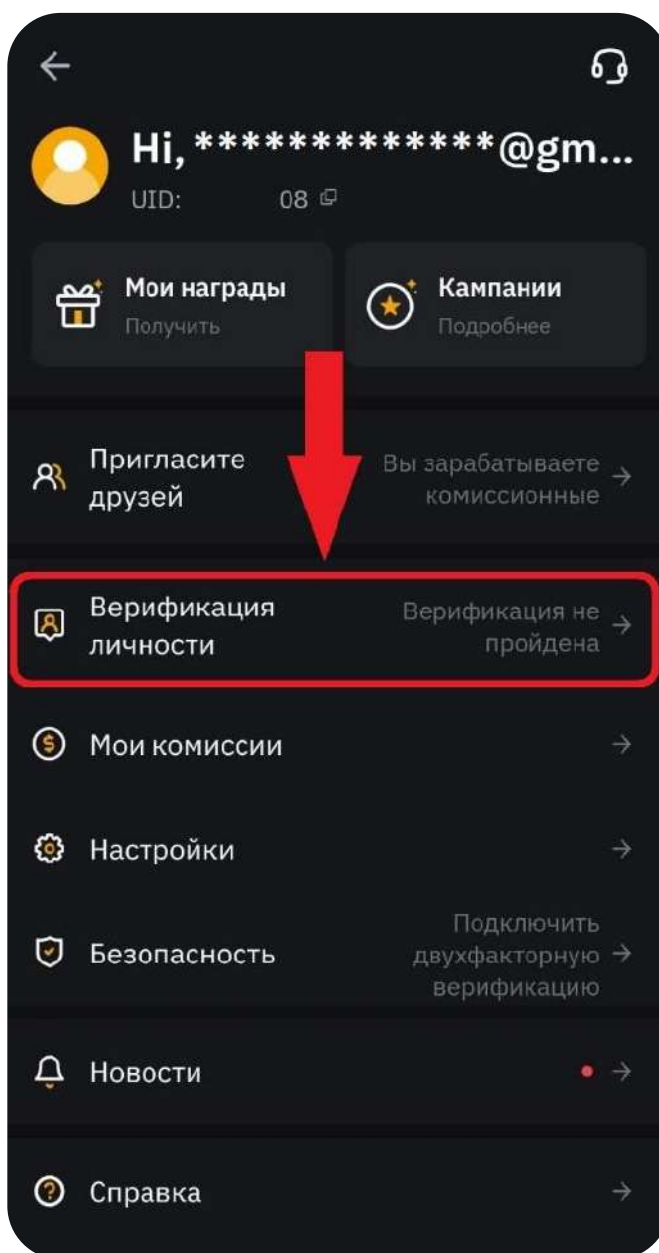 Hi, *************@gm...
UID: 08
Мои награды
Получить
Кампании
Подробнее
Пригласите
друзей
Вы зарабатываете
комиссионные
Верификация
личности
Верификация не
пройдена
Мои комиссии
Настройки
Безопасность
Подключить
двухфакторную
верификацию
Новости
Справка